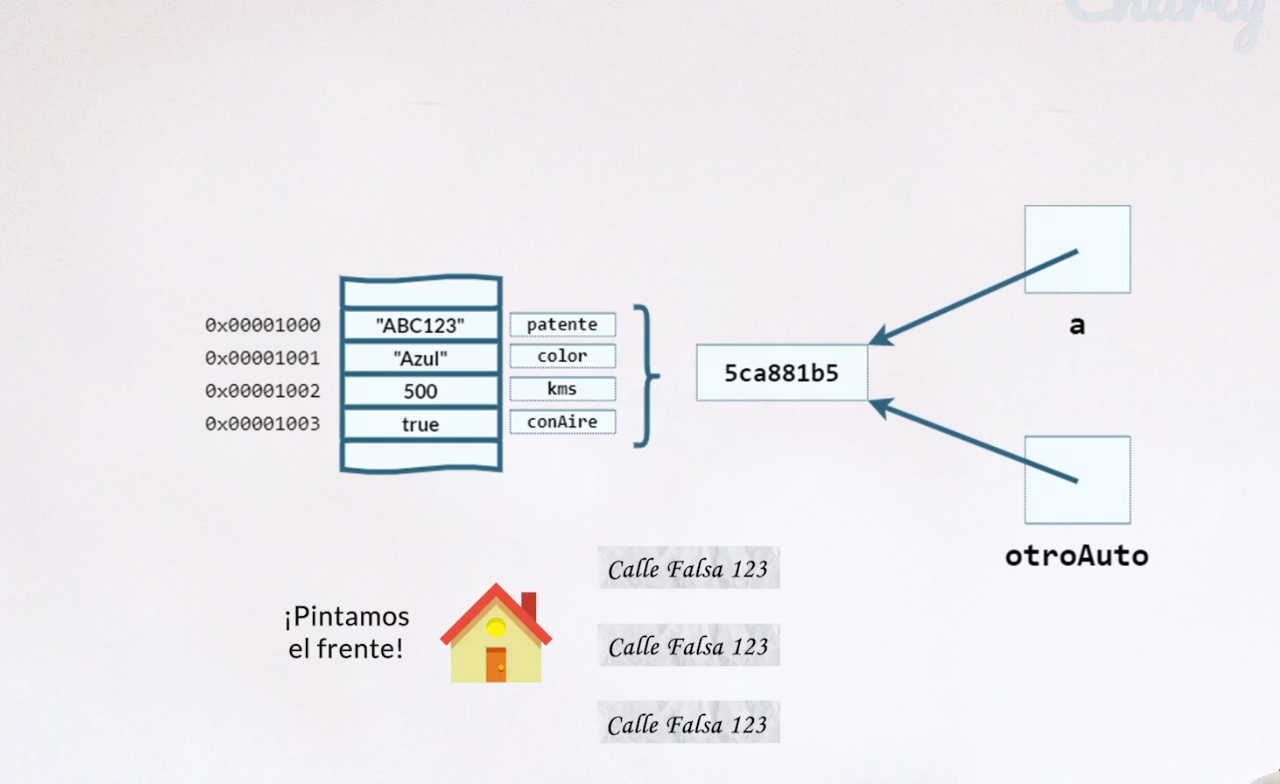 Charly
0x00001000 "ABC123" patente
0x00001001 "Azul" color
0x00001002 500 kms
0x00001003 true conAire
5ca881b5
a
otroAuto
¡Pintamos
el frente!
Calle Falsa 123
Calle Falsa 123
Calle Falsa 123